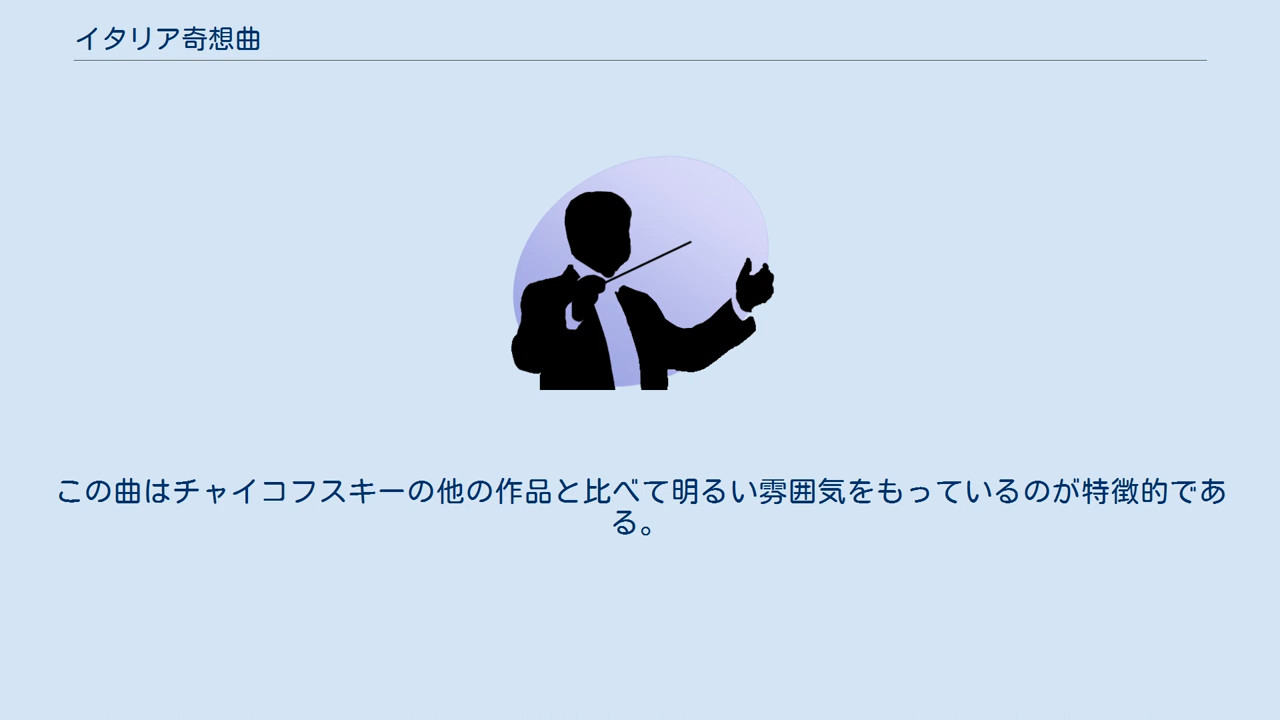 イタリア奇想曲
この曲はチャイコフスキーの他の作品と比べて明るい雰囲気をもっているのが特徴的であ
る。